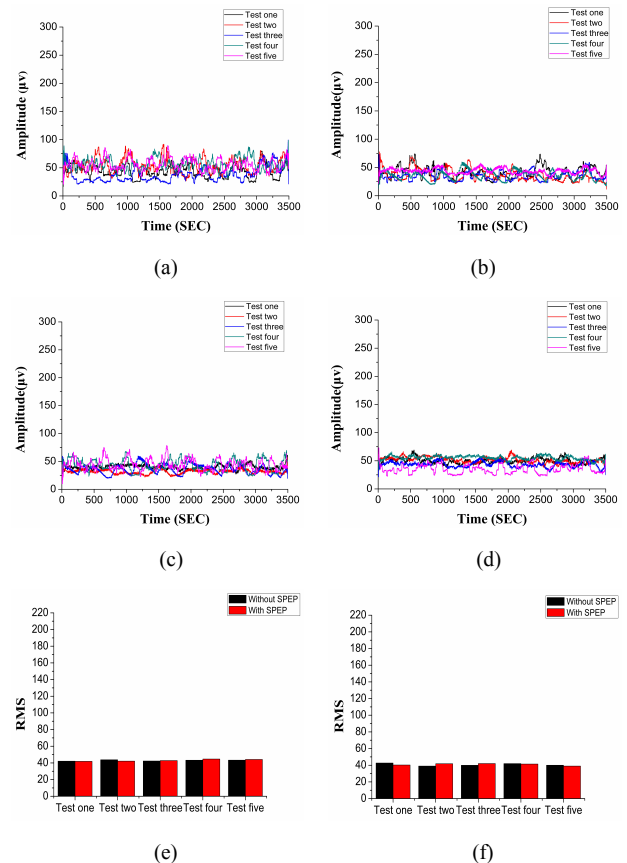 Test one
Test two
Test three
Test four
Test five
300
250
200
150
100
50
0
Amplitude (μv)
0 500 1000 1500 2000 2500 3000 3500
Time (SEC)
(a)
Test one
Test two
Test three
Test four
Test five
300
250
200
150
100
50
0
Amplitude(μv)
0 500 1000 1500 2000 2500 3000 3500
Time (SEC)
(b)
Test one
Test two
Test three
Test four
Test five
300
250
200
150
100
50
0
Amplitude(μv)
0 500 1000 1500 2000 2500 3000 3500
Time (SEC)
(c)
Test one
Test two
Test three
Test four
Test five
300
250
200
150
100
50
0
Amplitude(μv)
0 500 1000 1500 2000 2500 3000 3500
Time (SEC)
(d)
Without SPEP
With SPEP
220
200
180
160
140
120
100
80
60
40
20
0
RMS
Test one Test two Test three Test four Test five
(e)
Without SPEP
With SPEP
220
200
180
160
140
120
100
80
60
40
20
0
RMS
Test one Test two Test three Test four Test five
(f)